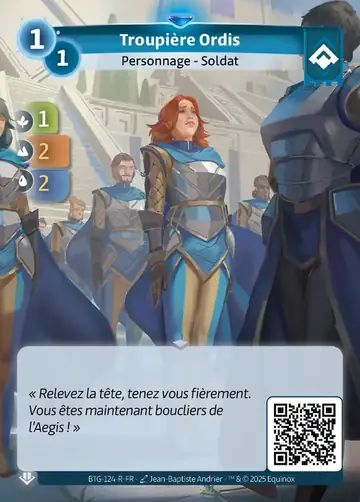 1
1
Troupière Ordis
Personnage - Soldat
1
2
2
« Relevez la tête, tenez vous fièrement.
Vous êtes maintenant boucliers de
l'Aegis ! »
BTG-124-R-FR - Jean-Baptiste Andrier - ™ & © 2025 Equinox